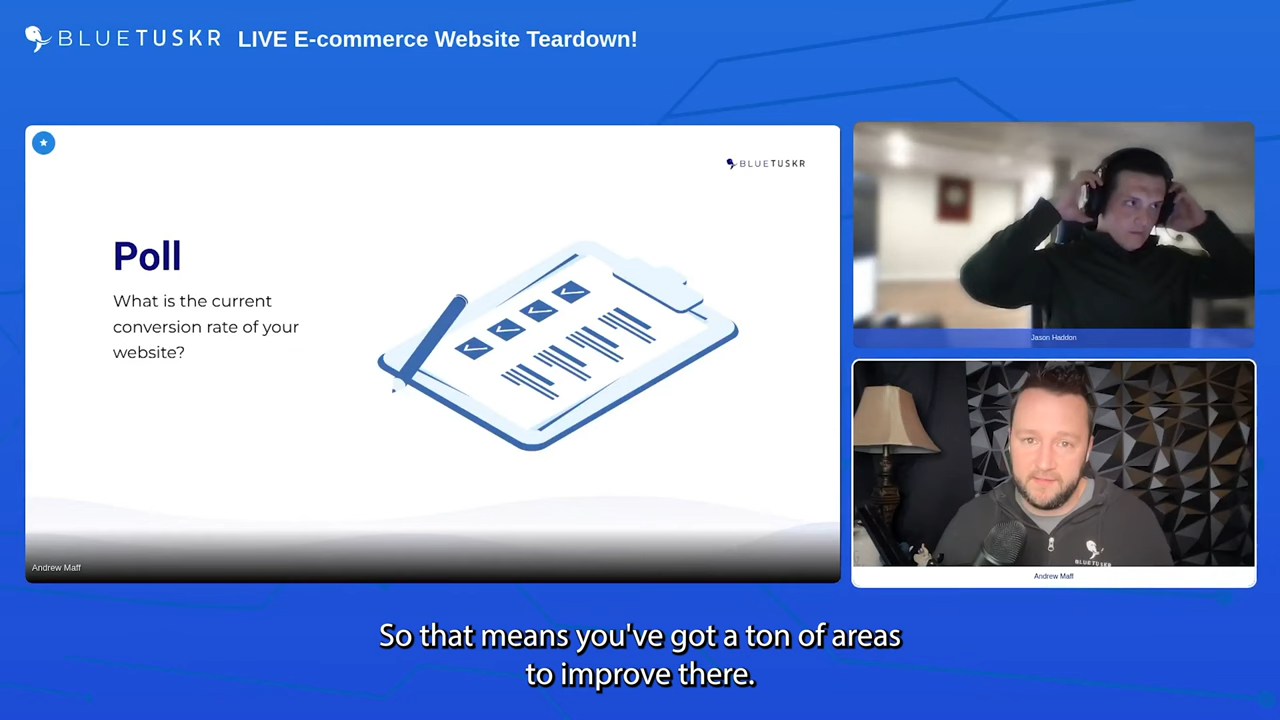 BLUETUSKR LIVE E-commerce Website Teardown!
BLUETUSKR
Poll
What is the current
conversion rate of your
website?
Andrew Maff
Jason Haddon
BLUETUSKR
Andrew Maff
So that means you've got a ton of areas
to improve there.